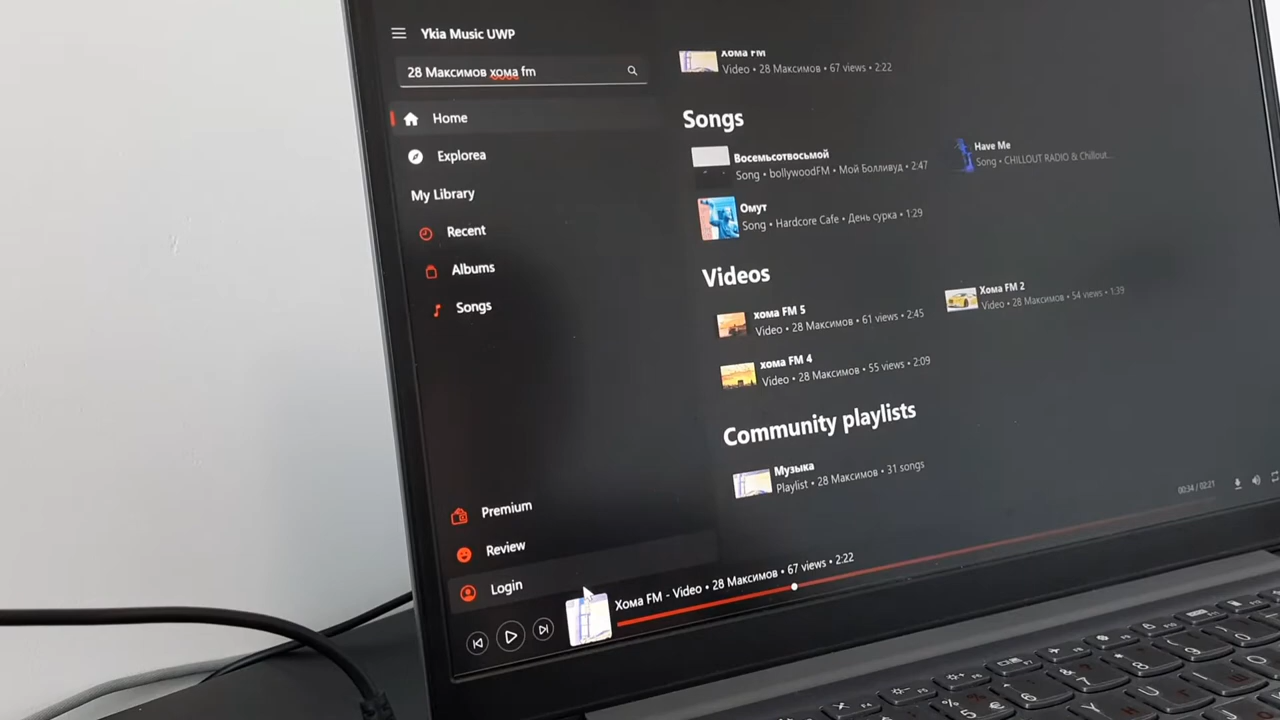 Ykia Music UWP
28 Максимов хома fm
Home
Explorea
My Library
Recent
Albums
Songs
Premium
Review
Login
Хома FM
Video • 28 Максимов • 67 views • 2:22
Songs
Восемьсотвосьмой
Song • bollywoodFM • Мой Болливуд • 2:47
Have Me
Song • CHILLOUT RADIO & Chillout...
Омут
Song • Hardcore Cafe • День сурка • 1:29
Videos
хома FM 5
Video • 28 Максимов • 61 views • 2:45
Хома FM 2
Video • 28 Максимов • 54 views • 1:39
хома FM 4
Video • 28 Максимов • 55 views • 2:09
Community playlists
Музыка
Playlist • 28 Максимов • 31 songs
00:34 / 02:21
Хома FM - Video • 28 Максимов • 67 views • 2:22